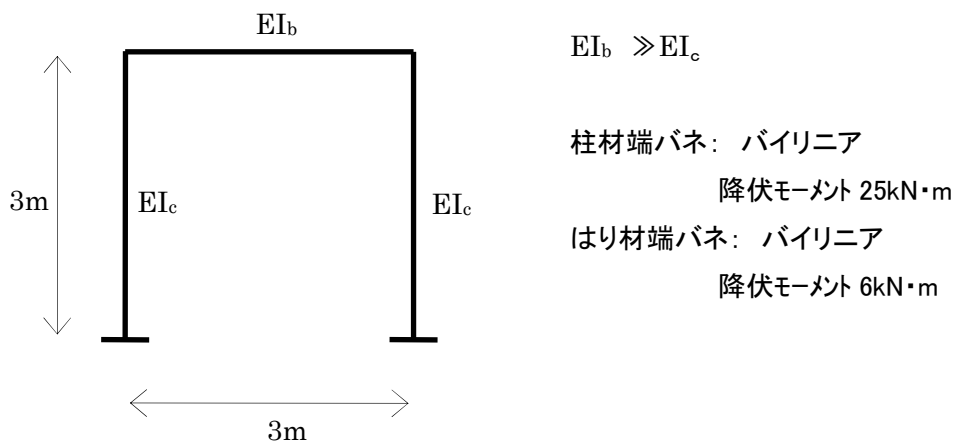 EIb
EIb ≫EIc
柱材端バネ： バイリニア
降伏モーメント 25kN・m
はり材端バネ： バイリニア
降伏モーメント 6kN・m
3m
EIc
EIc
3m